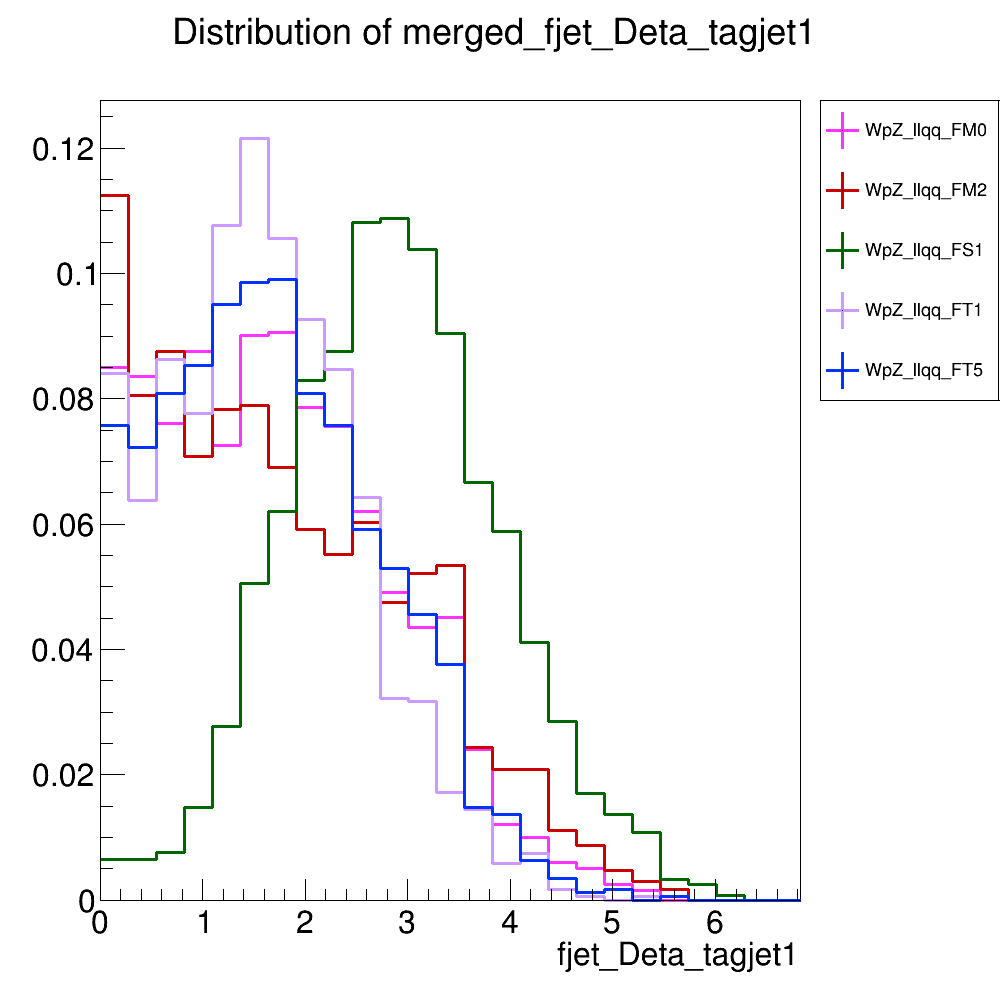 Distribution of merged_fjet_Deta_tagjet1
WpZ_llqq_FM0
WpZ_llqq_FM2
WpZ_llqq_FS1
WpZ_llqq_FT1
WpZ_llqq_FT5
0.12
0.1
0.08
0.06
0.04
0.02
0
0 1 2 3 4 5 6
fjet_Deta_tagjet1